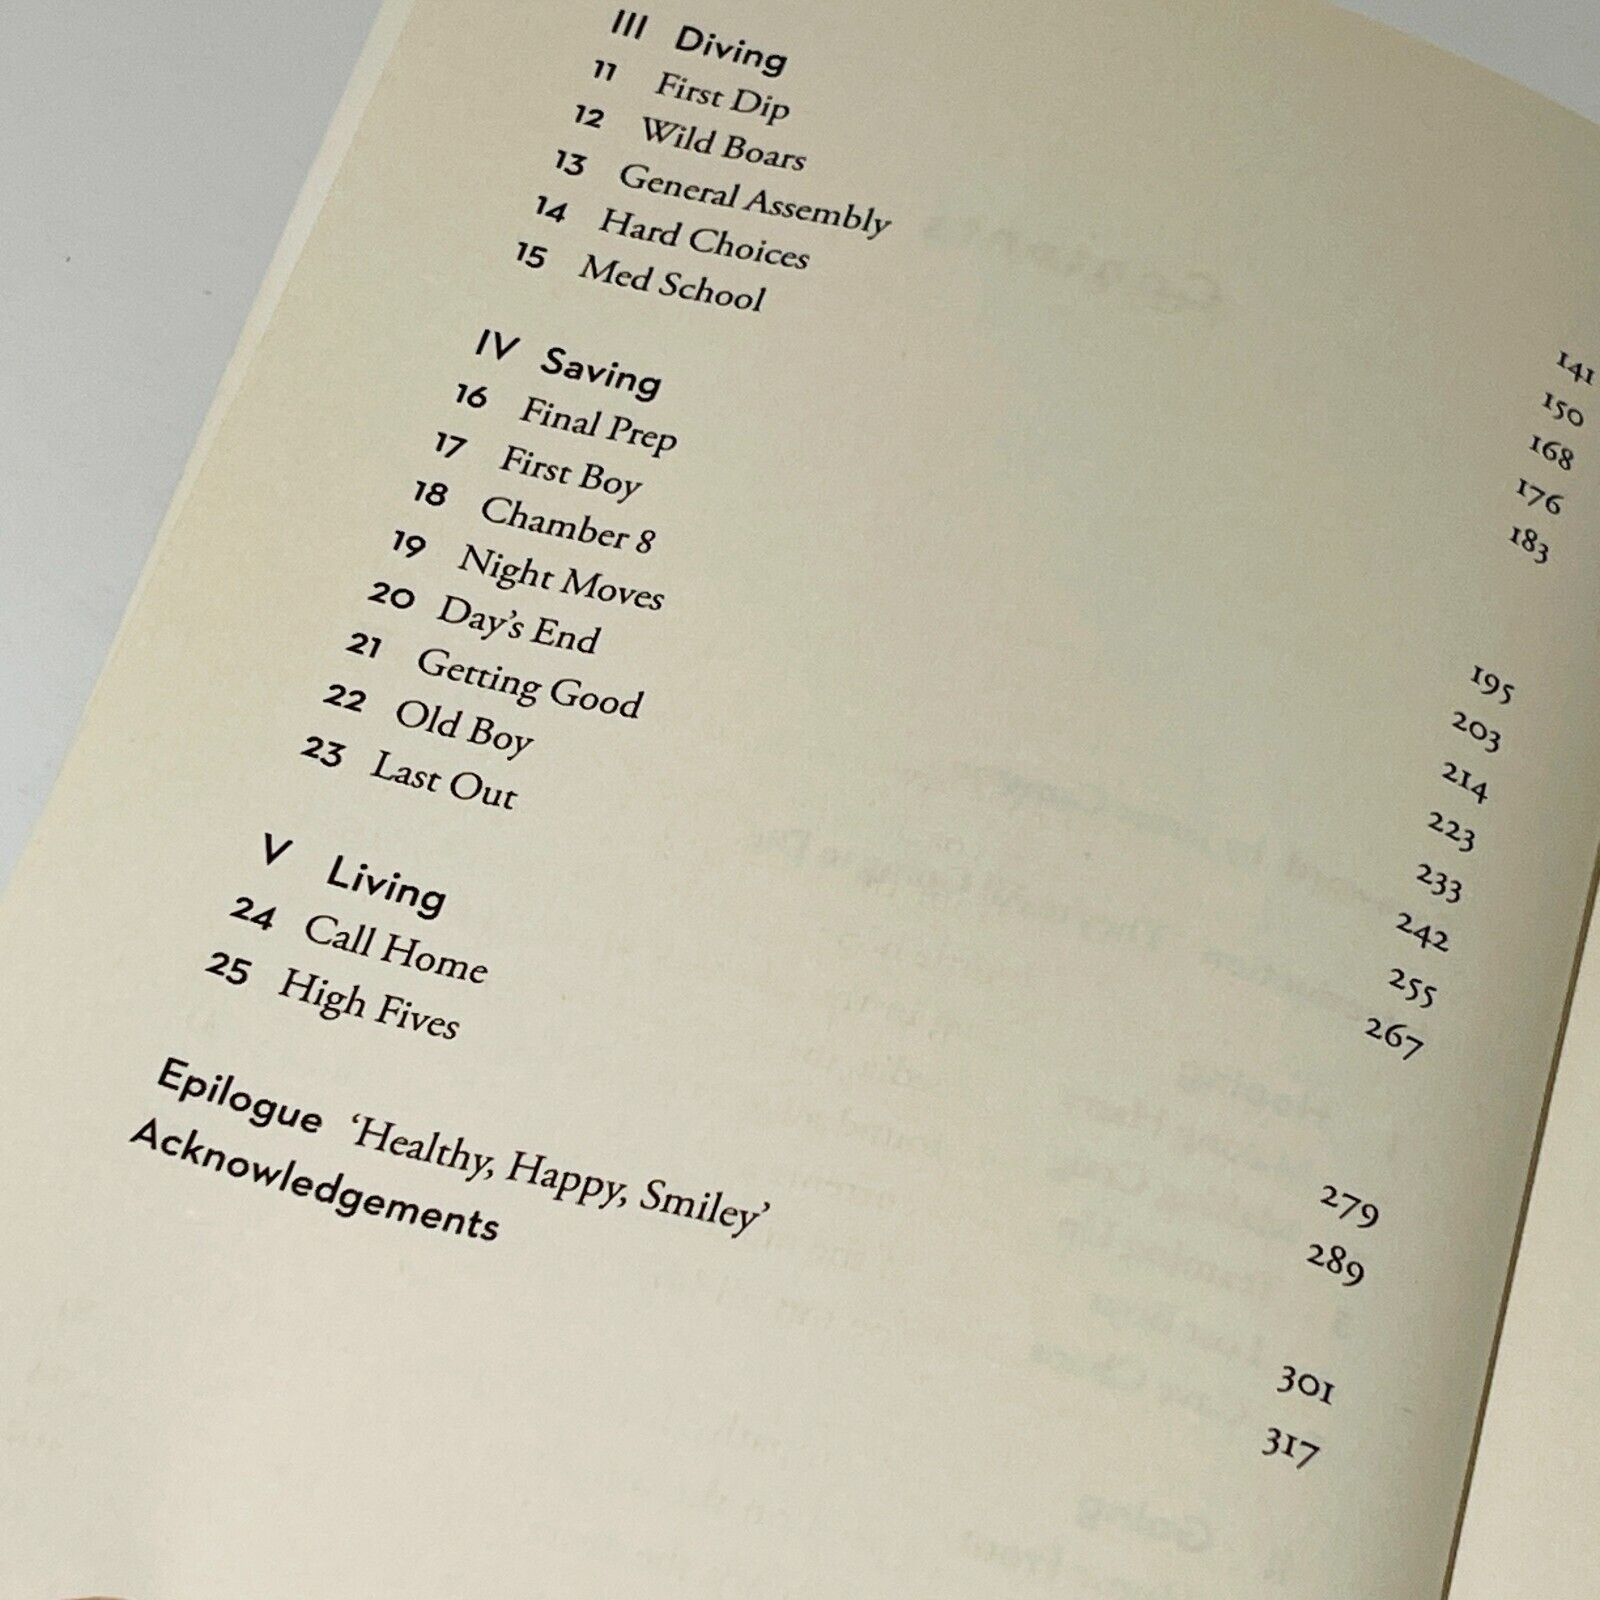 III Diving
11 First Dip 141
12 Wild Boars 150
13 General Assembly 168
14 Hard Choices 176
15 Med School 183
IV Saving
16 Final Prep 195
17 First Boy 203
18 Chamber 8 214
19 Night Moves 223
20 Day's End 233
21 Getting Good 242
22 Old Boy 255
23 Last Out 267
V Living
24 Call Home 279
25 High Fives 289
Epilogue 'Healthy, Happy, Smiley' 301
Acknowledgements 317